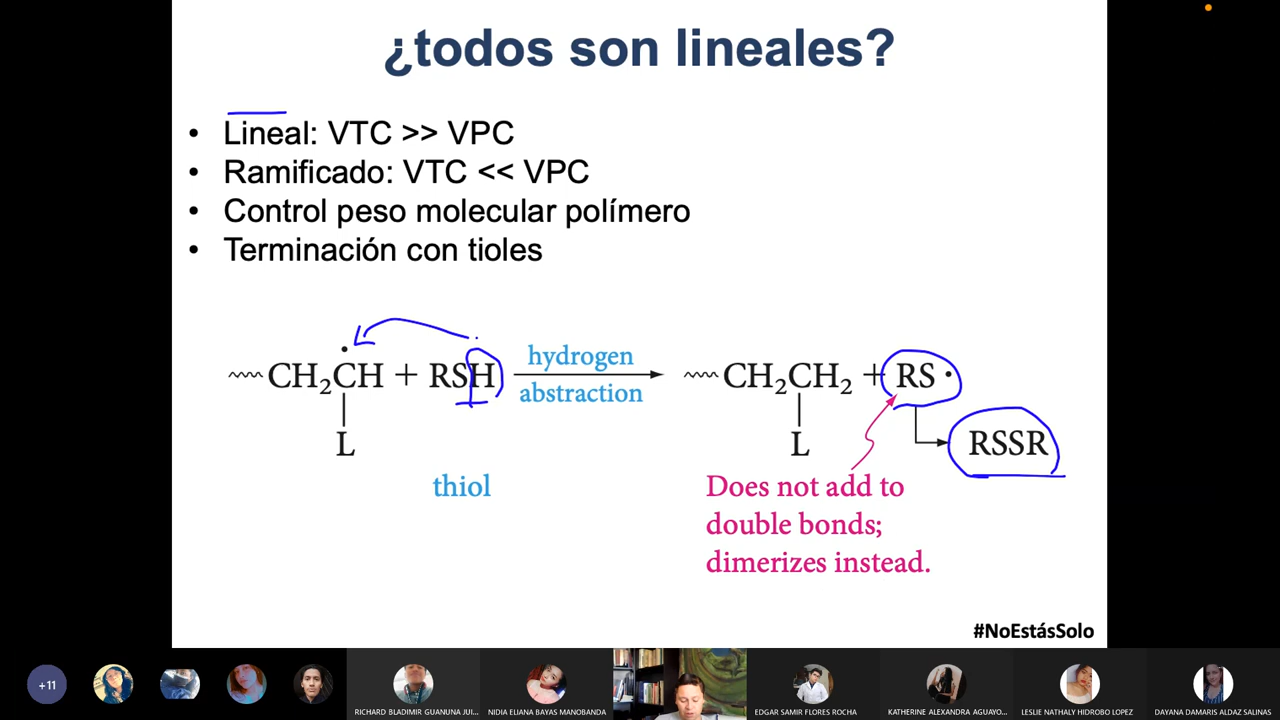 ¿todos son lineales?
• Lineal: VTC >> VPC
• Ramificado: VTC << VPC
• Control peso molecular polímero
• Terminación con tioles
CH₂ĊH + RSH
hydrogen
abstraction
CH₂CH₂ + RS•
L
L
RSSR
thiol
Does not add to
double bonds;
dimerizes instead.
#NoEstásSolo
+11
RICHARD BLADIMIR GUANUNA JUI...
NIDIA ELIANA BAYAS MANOBANDA
EDGAR SAMIR FLORES ROCHA
KATHERINE ALEXANDRA AGUAYO...
LESLIE NATHALY HIDROBO LOPEZ
DAYANA DAMARIS ALDAZ SALINAS